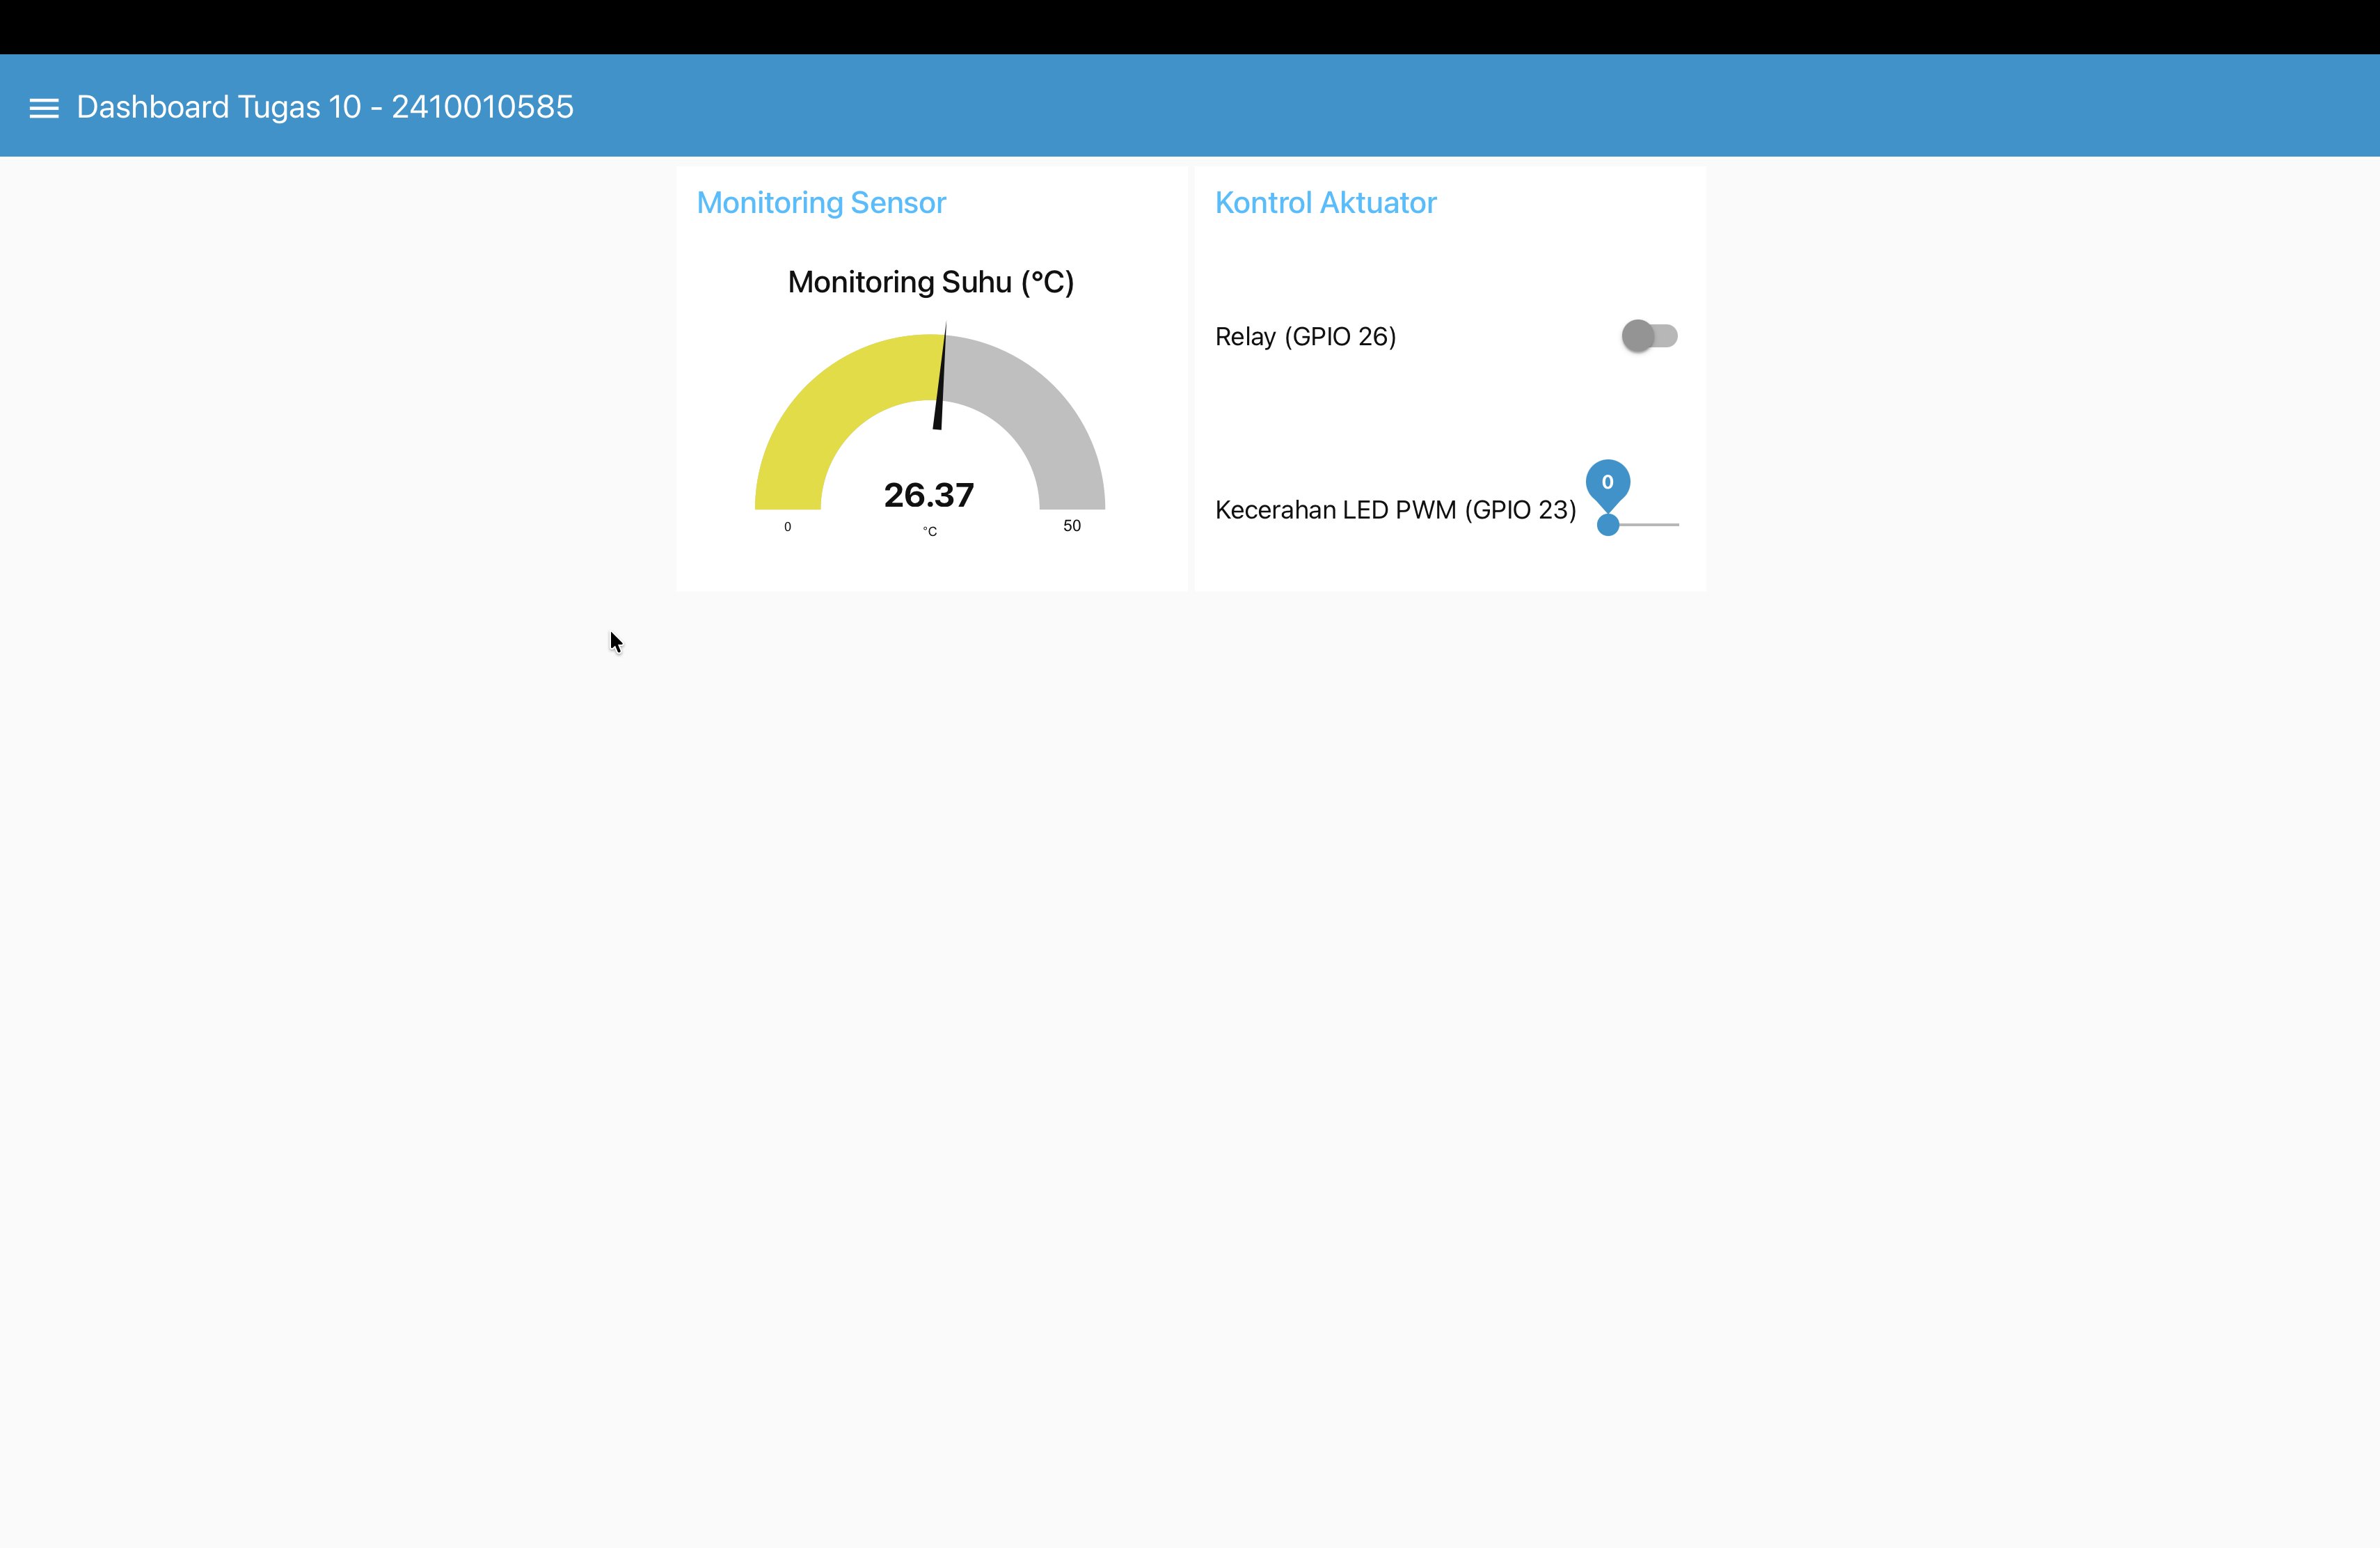 Dashboard Tugas 10 - 2410010585
Monitoring Sensor
Monitoring Suhu (°C)
26.37
0
°C
50
Kontrol Aktuator
Relay (GPIO 26)
0
Kecerahan LED PWM (GPIO 23)